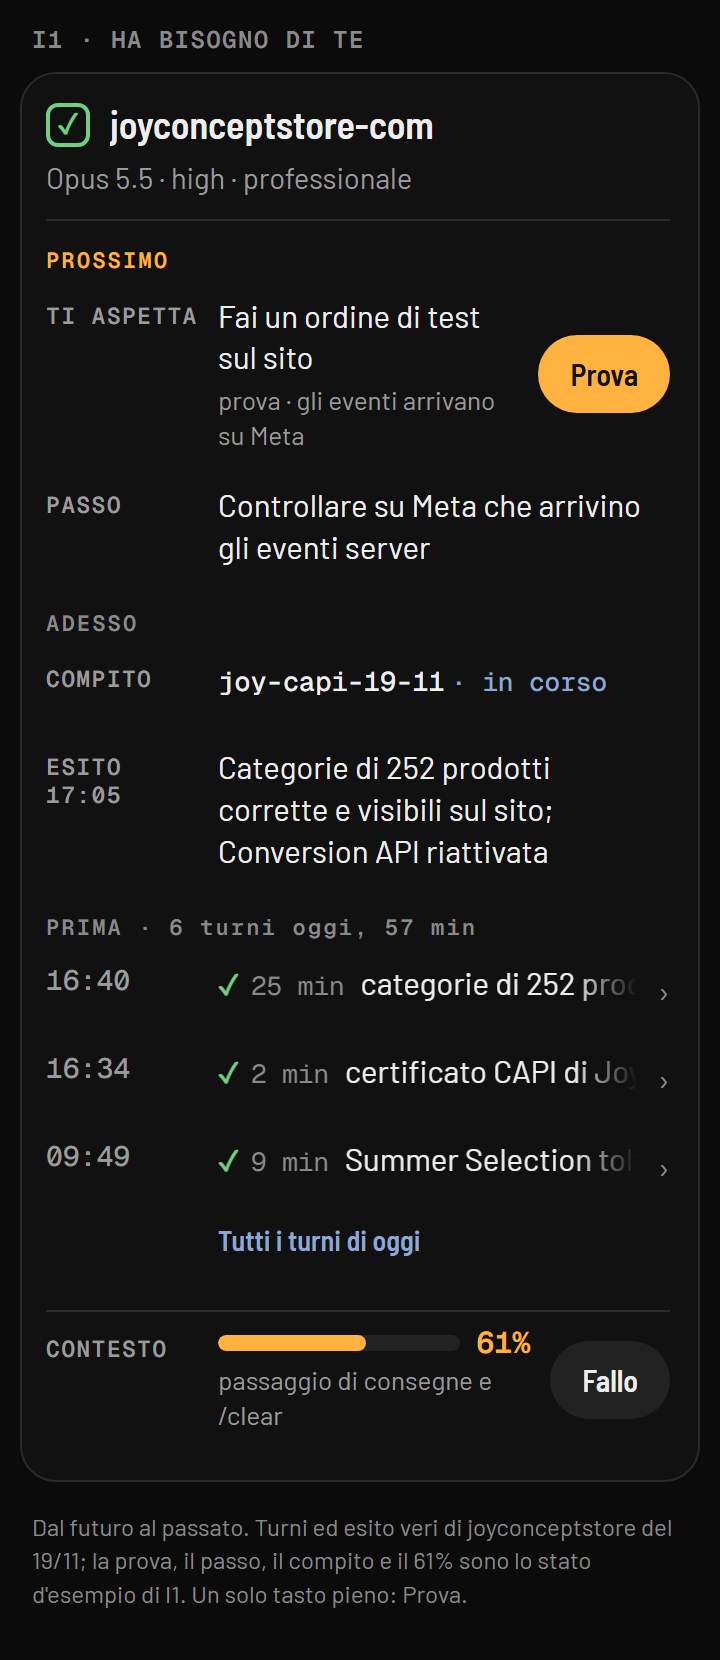 I1 · HA BISOGNO DI TE
✓ joyconceptstore-com
Opus 5.5 · high · professionale
PROSSIMO
TI ASPETTA
Fai un ordine di test
sul sito
prova · gli eventi arrivano
su Meta
Prova
PASSO
Controllare su Meta che arrivino
gli eventi server
ADESSO
COMPITO
joy-capi-19-11 · in corso
ESITO
17:05
Categorie di 252 prodotti
corrette e visibili sul sito;
Conversion API riattivata
PRIMA · 6 turni oggi, 57 min
16:40 ✓ 25 min categorie di 252 pro ›
16:34 ✓ 2 min certificato CAPI di Joy ›
09:49 ✓ 9 min Summer Selection tol ›
Tutti i turni di oggi
CONTESTO
61%
passaggio di consegne e
/clear
Fallo
Dal futuro al passato. Turni ed esito veri di joyconceptstore del
19/11; la prova, il passo, il compito e il 61% sono lo stato
d'esempio di I1. Un solo tasto pieno: Prova.